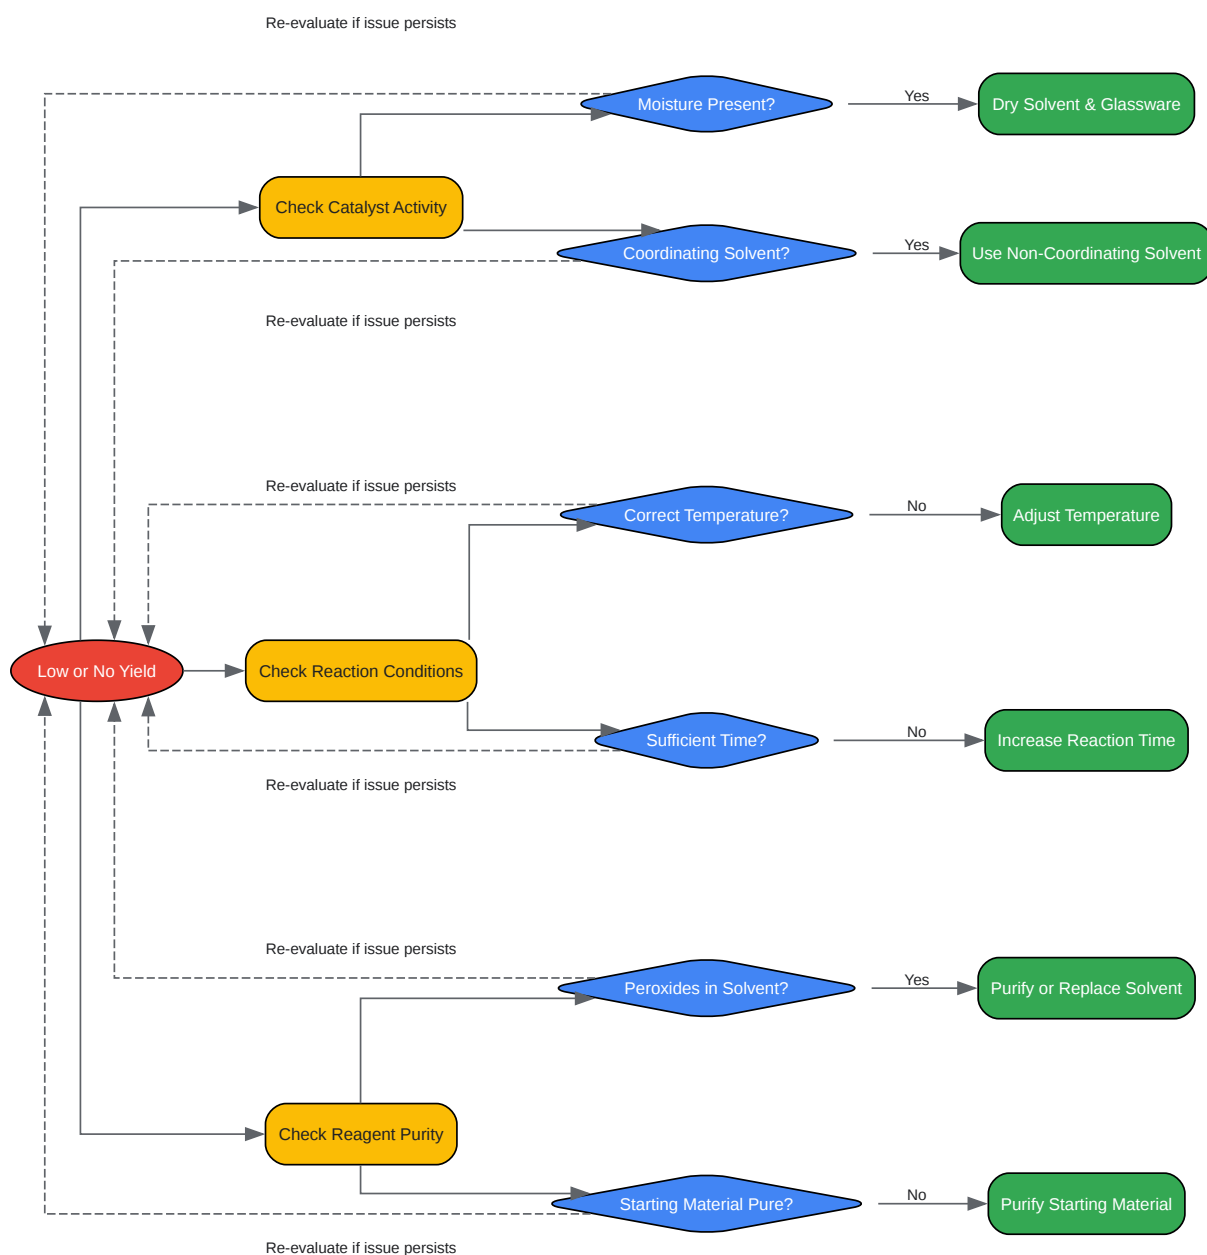 Re-evaluate if issue persists
Moisture Present?
Yes
Dry Solvent & Glassware
Check Catalyst Activity
Coordinating Solvent?
Yes
Use Non-Coordinating Solvent
Re-evaluate if issue persists
Re-evaluate if issue persists
Correct Temperature?
No
Adjust Temperature
Low or No Yield
Check Reaction Conditions
Sufficient Time?
No
Increase Reaction Time
Re-evaluate if issue persists
Re-evaluate if issue persists
Peroxides in Solvent?
Yes
Purify or Replace Solvent
Check Reagent Purity
Starting Material Pure?
No
Purify Starting Material
Re-evaluate if issue persists